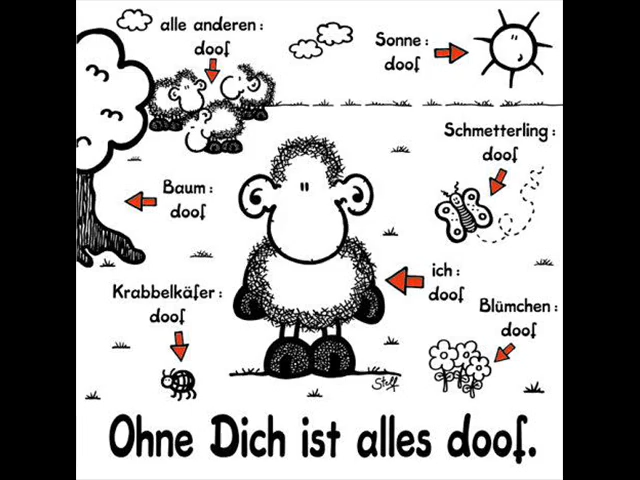 alle anderen:
doof
Sonne:
doof
Schmetterling:
doof
Baum:
doof
ich:
doof
Krabbelkäfer:
doof
Blümchen:
doof
Steff
Ohne Dich ist alles doof.